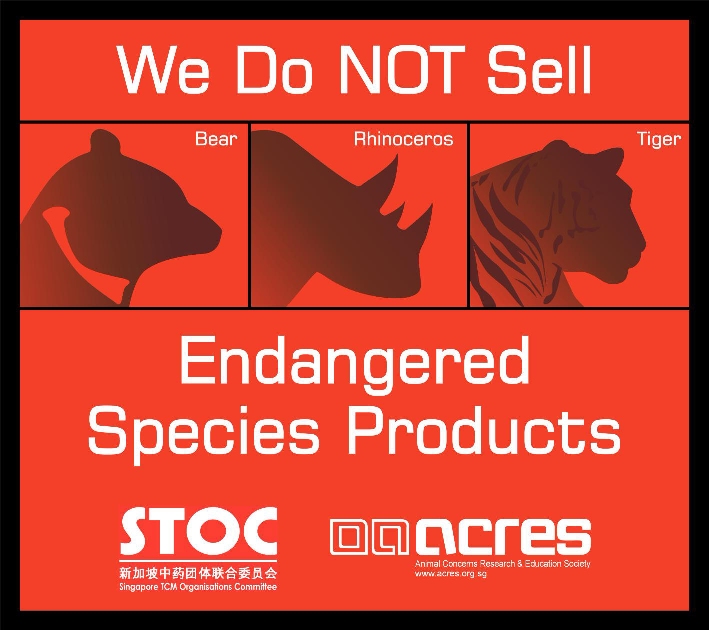 We Do NOT Sell
Bear
Rhinoceros
Tiger
Endangered
Species Products
STOC
新加坡中药团体联合委员会
Singapore TCM Organisations Committee
acres
Animal Concerns Research & Education Society
www.acres.org.sg